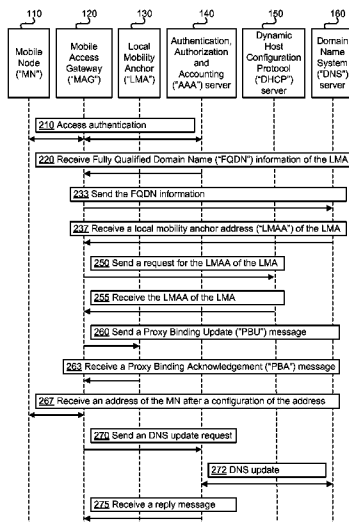 110
120
130
140
150
160
Mobile
Node
("MN")
Mobile
Access
Gateway
("MAG")
Local
Mobility
Anchor
("LMA")
Authentication,
Authorization
and
Accounting
("AAA") server
Dynamic
Host
Configuration
Protocol
("DHCP")
server
Domain
Name
System
("DNS")
server
210 Access authentication
220 Receive Fully Qualified Domain Name ("FQDN") information of the LMA
233 Send the FQDN information
237 Receive a local mobility anchor address ("LMAA") of the LMA
250 Send a request for the LMAA of the LMA
255 Receive the LMAA of the LMA
260 Send a Proxy Binding Update ("PBU") message
263 Receive a Proxy Binding Acknowledgement ("PBA") message
267 Receive an address of the MN after a configuration of the address
270 Send an DNS update request
272 DNS update
275 Receive a reply message